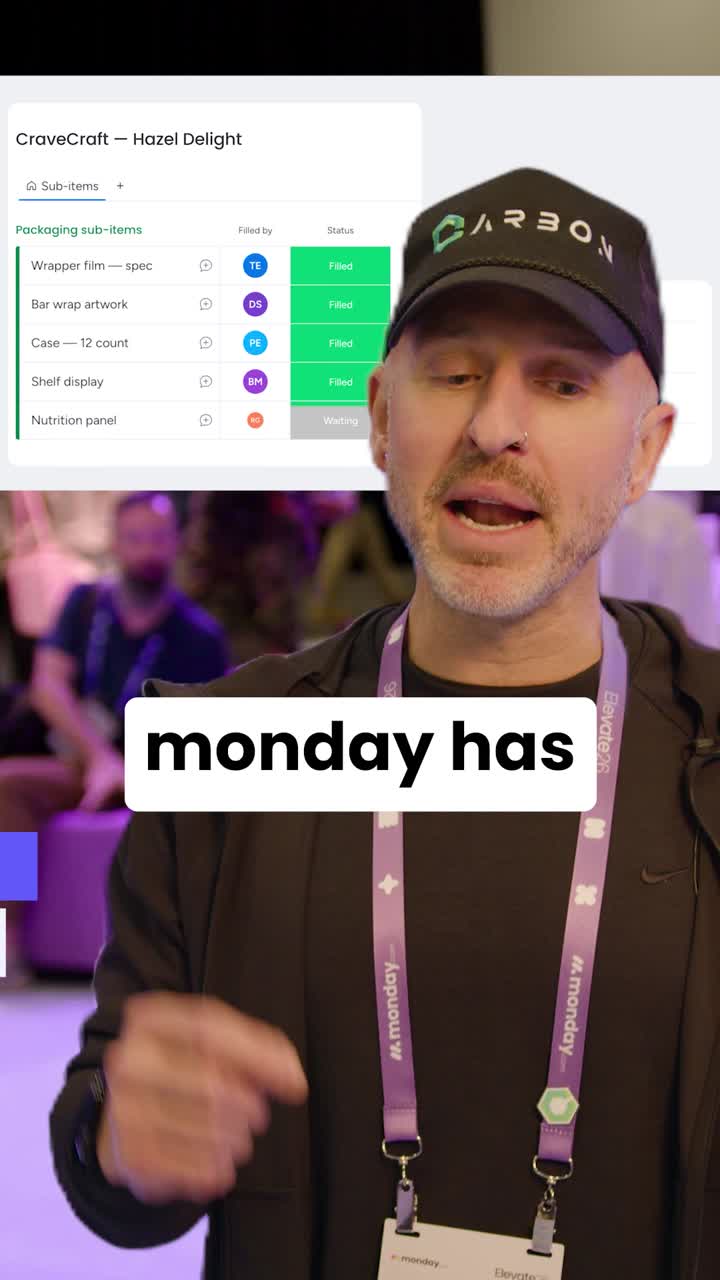 CraveCraft — Hazel Delight
Sub-items +
Packaging sub-items Filled by Status
Wrapper film — spec TE Filled
Bar wrap artwork DS Filled
Case — 12 count PE Filled
Shelf display BM Filled
Nutrition panel RG Waiting
CARBON
Elevate26
monday has
monday
monday
monday
Elevate